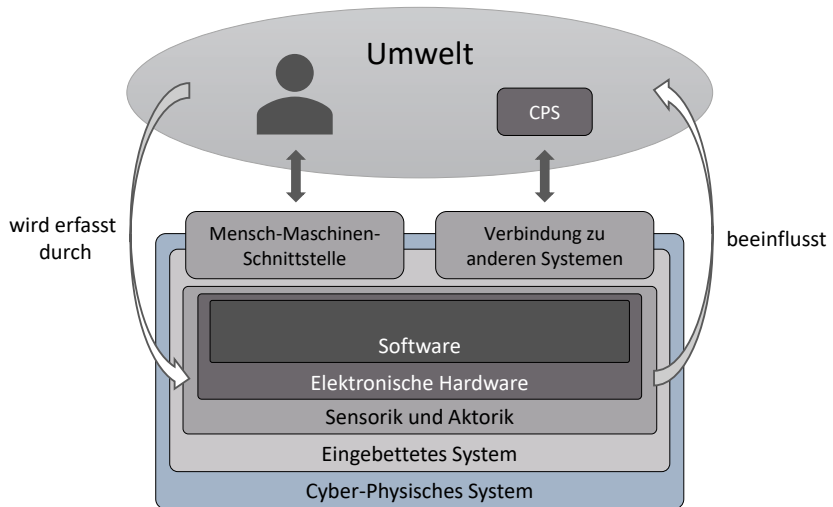 Umwelt
CPS
wird erfasst
durch
Mensch-Maschinen-
Schnittstelle
Verbindung zu
anderen Systemen
beeinflusst
Software
Elektronische Hardware
Sensorik und Aktorik
Eingebettetes System
Cyber-Physisches System